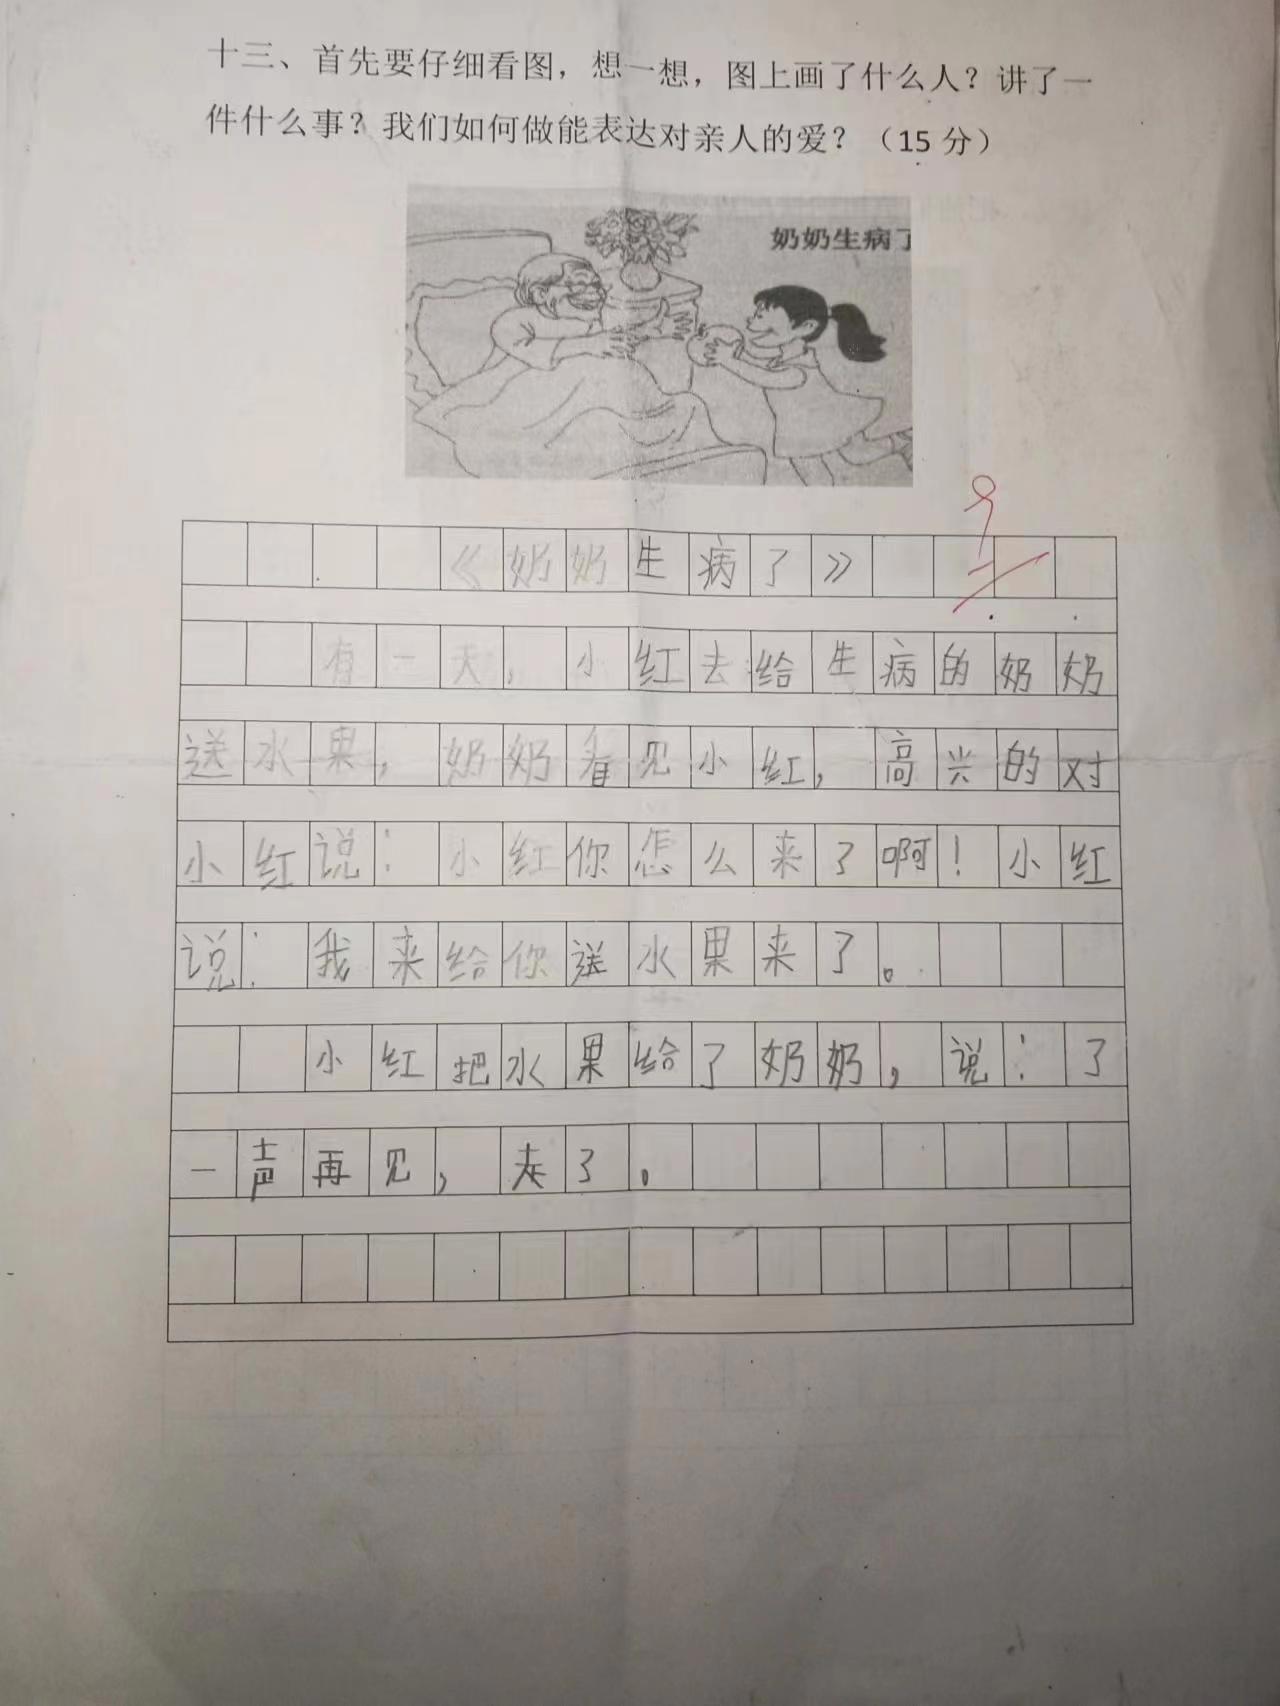 十三、首先要仔细看图，想一想，图上画了什么人？讲了一
件什么事？我们如何做能表达对亲人的爱？（15 分）
奶奶生病了
《奶奶生病了》
有一天，小红去给生病的奶奶
送水果，奶奶看见小红，高兴的对
小红说：小红你怎么来了啊！小红
说：我来给你送水果来了。
小红把水果给了奶奶，说：了
一声再见，走了。